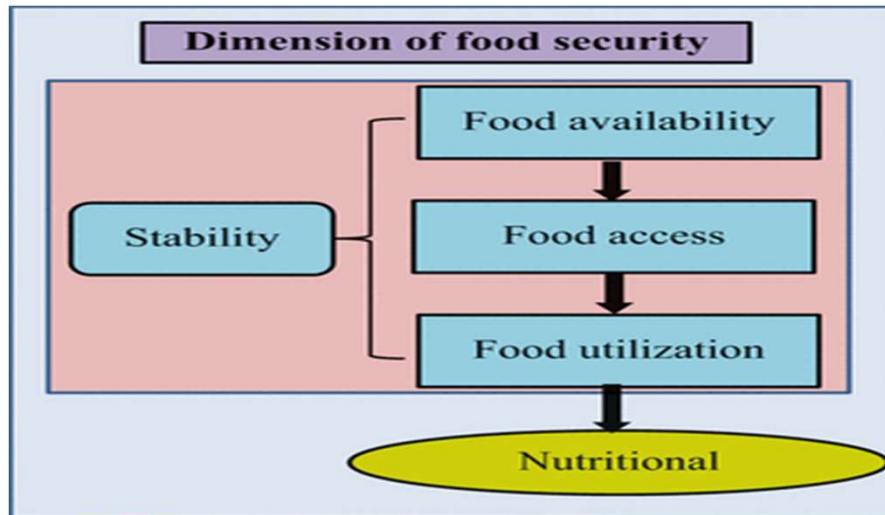 Dimension of food security
Food availability
Stability
Food access
Food utilization
Nutritional